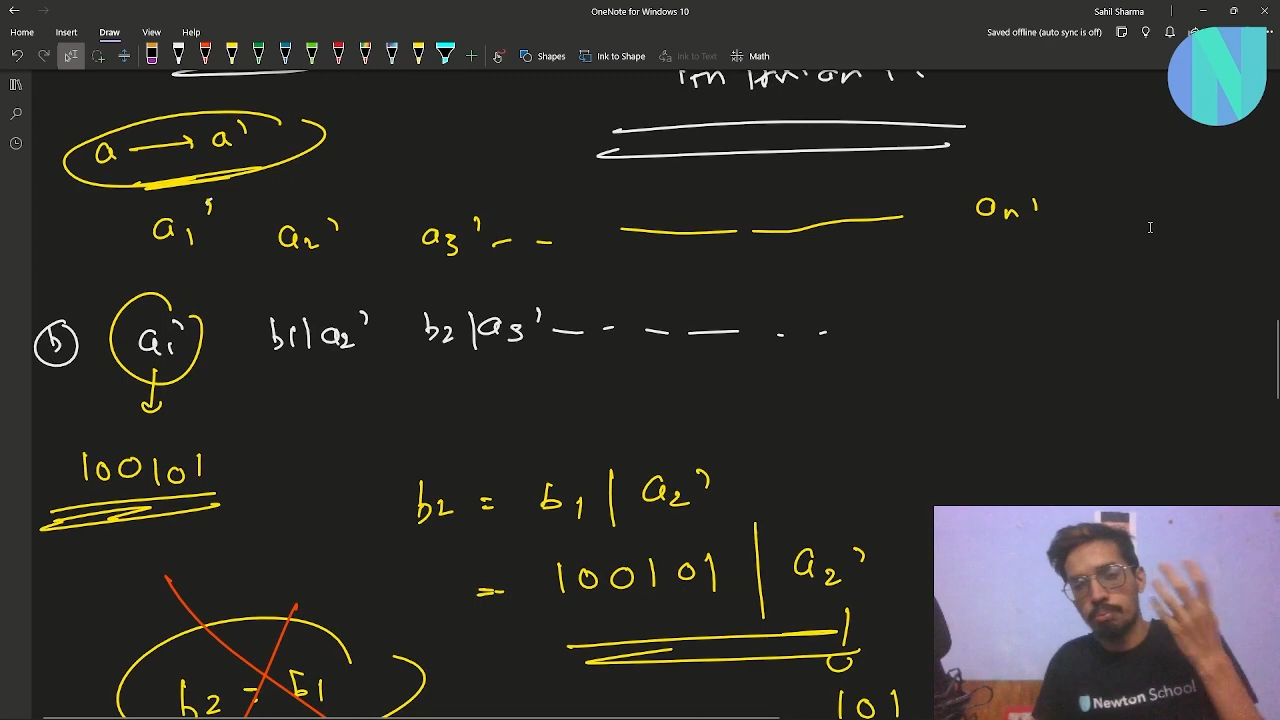 OneNote for Windows 10
Sahil Sharma
Home Insert Draw View Help
Saved offline (auto sync is off)
Shapes Ink to Shape Ink to Text Math
a → a'
a1' a2' a3' -- an'
b a1' b1|a2' b2|a3' — - — — . .
100101
b2 = b1 | a2'
= 100101 | a2'
1
0
101
b2 = b1
Newton School
N